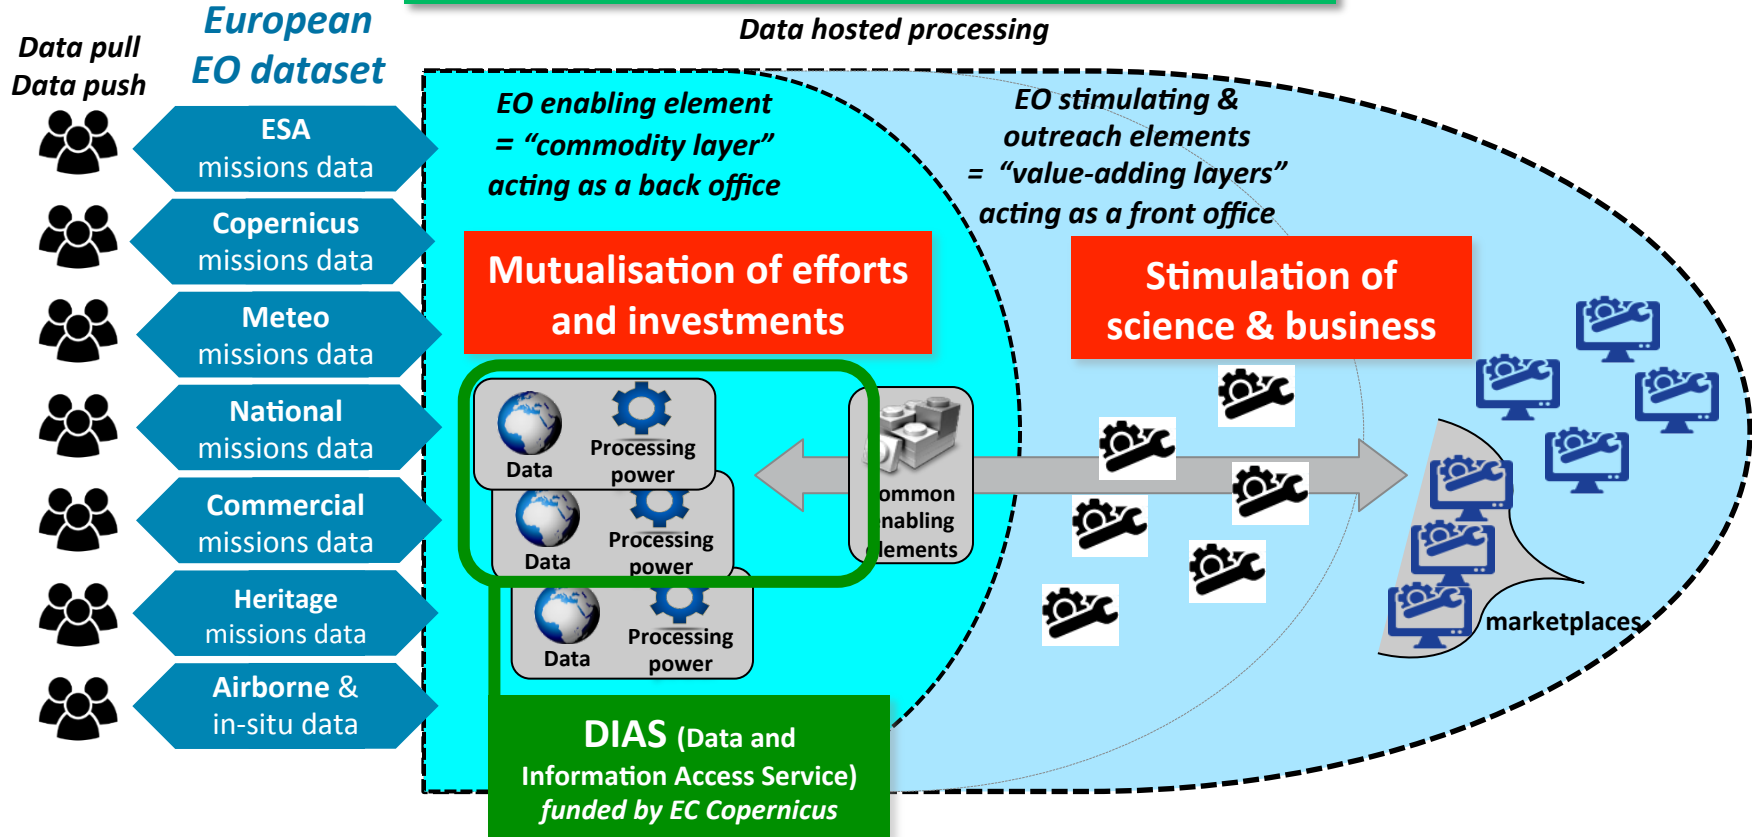 Data pull
Data push
European
EO dataset
Data hosted processing
ESA
missions data
Copernicus
missions data
Meteo
missions data
National
missions data
Commercial
missions data
Heritage
missions data
Airborne &
in-situ data
EO enabling element
= “commodity layer”
acting as a back office
EO stimulating &
outreach elements
= “value-adding layers”
acting as a front office
Mutualisation of efforts
and investments
Stimulation of
science & business
Data
Processing
power
Data
Processing
power
Data
Processing
power
common
enabling
elements
marketplaces
DIAS (Data and
Information Access Service)
funded by EC Copernicus